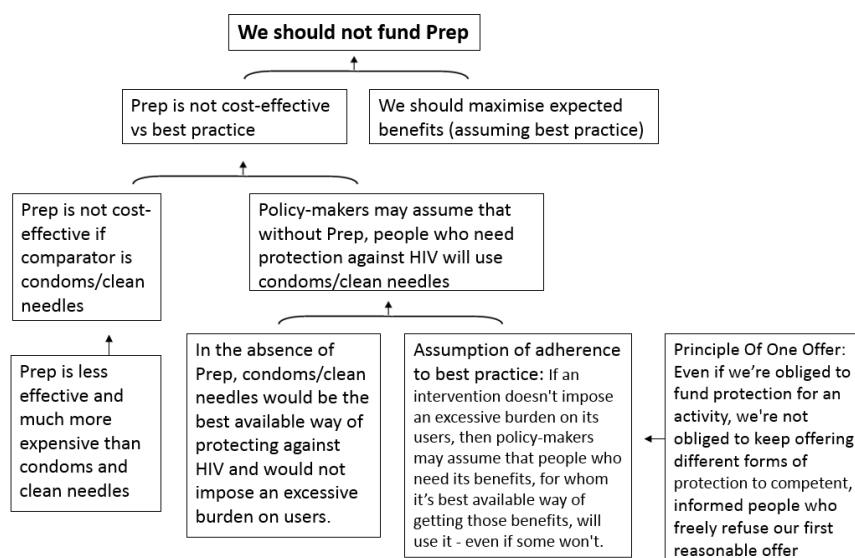 We should not fund Prep
Prep is not cost-effective
vs best practice
We should maximise expected
benefits (assuming best practice)
Prep is not cost-
effective if
comparator is
condoms/clean
needles
Policy-makers may assume that
without Prep, people who need
protection against HIV will use
condoms/clean needles
Prep is less
effective and
much more
expensive than
condoms and
clean needles
In the absence of
Prep, condoms/clean
needles would be the
best available way of
protecting against
HIV and would not
impose an excessive
burden on users.
Assumption of adherence
to best practice: If an
intervention doesn't impose
an excessive burden on its
users, then policy-makers
may assume that people who
need its benefits, for whom
it's best available way of
getting those benefits, will
use it - even if some won't.
Principle Of One Offer:
Even if we're obliged to
fund protection for an
activity, we're not
obliged to keep offering
different forms of
protection to competent,
informed people who
freely refuse our first
reasonable offer